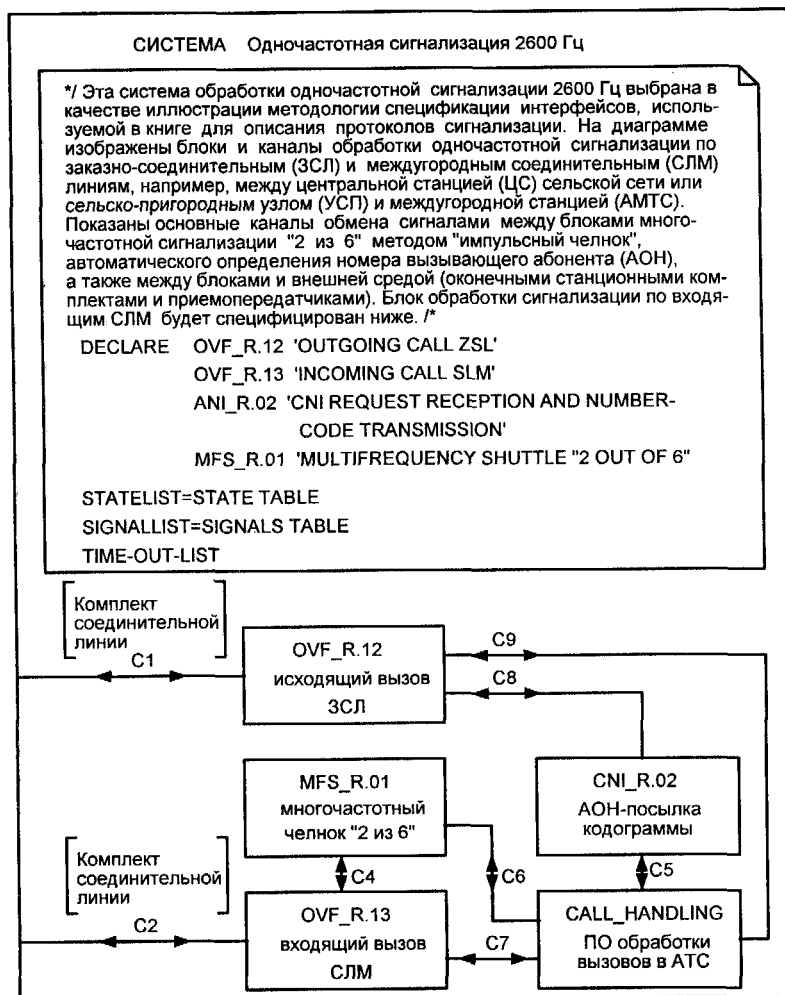 СИСТЕМА Одночастотная сигнализация 2600 Гц
*/ Эта система обработки одночастотной сигнализации 2600 Гц выбрана в
качестве иллюстрации методологии спецификации интерфейсов, исполь-
зуемой в книге для описания протоколов сигнализации. На диаграмме
изображены блоки и каналы обработки одночастотной сигнализации по
заказно-соединительным (ЗСЛ) и междугородным соединительным (СЛМ)
линиям, например, между центральной станцией (ЦС) сельской сети или
сельско-пригородным узлом (УСП) и междугородной станцией (АМТС).
Показаны основные каналы обмена сигналами между блоками много-
частотной сигнализации "2 из 6" методом "импульсный челнок",
автоматического определения номера вызывающего абонента (АОН),
а также между блоками и внешней средой (оконечными станционными ком-
плектами и приемопередатчиками). Блок обработки сигнализации по входя-
щим СЛМ будет специфицирован ниже. /*
DECLARE OVF_R.12 'OUTGOING CALL ZSL'
OVF_R.13 'INCOMING CALL SLM'
ANI_R.02 'CNI REQUEST RECEPTION AND NUMBER-
CODE TRANSMISSION'
MFS_R.01 'MULTIFREQUENCY SHUTTLE "2 OUT OF 6"
STATELIST=STATE TABLE
SIGNALLIST=SIGNALS TABLE
TIME-OUT-LIST
Комплект
соединительной
линии
C1
OVF_R.12
исходящий вызов
ЗСЛ
C9
C8
MFS_R.01
многочастотный
челнок "2 из 6"
CNI_R.02
АОН-посылка
кодограммы
Комплект
соединительной
линии
C4
C6
C5
C2
OVF_R.13
входящий вызов
СЛМ
C7
CALL_HANDLING
ПО обработки
вызовов в АТС